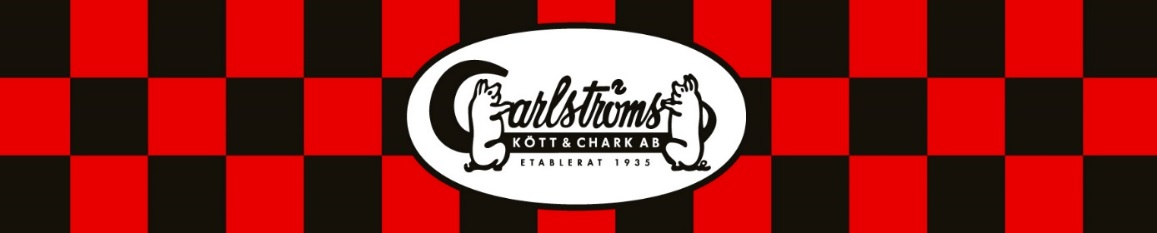 Carlströms
KÖTT & CHARK AB
ETABLERAT 1935